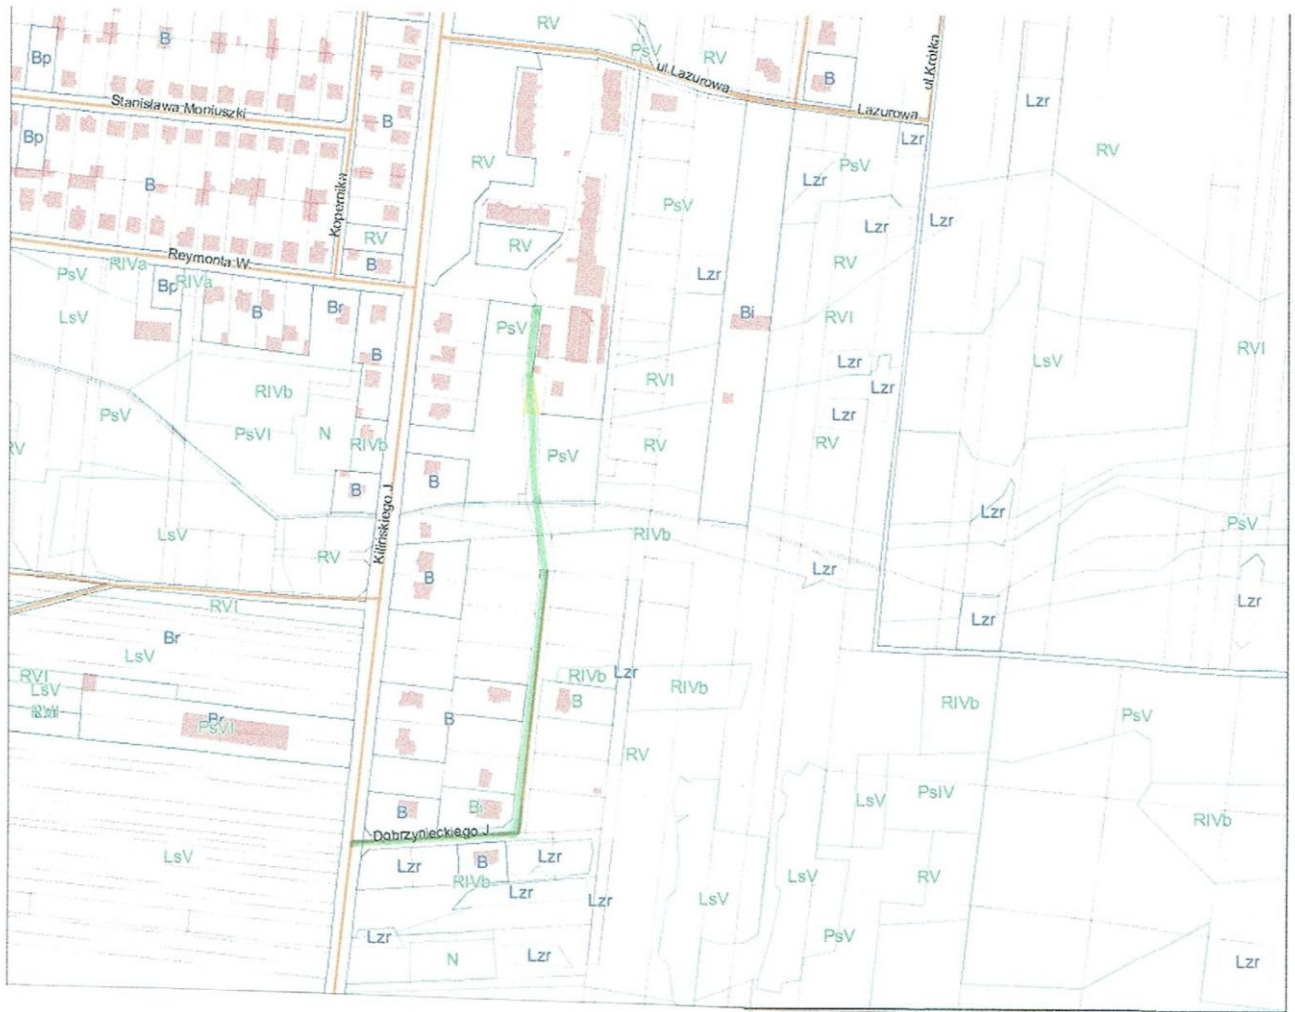 RV
B
Bp
PsV
RV
ul.Lazurowa
B
ul.Krótka
Lzr
Stanisława Moniuszki
B
Lazurowa
Lzr
RV
Bp
B
RV
PsV
Lzr
Kopernika
PsV
Lzr
Lzr
RV
RV
Reymonta W.
B
RIVa
PsV
RIVa
Bp
Lzr
RV
LsV
B
Br
PsV
Bi
RVI
B
Lzr
LsV
RVI
RIVb
RVI
Lzr
PsV
Lzr
PsVI
N
RIVb
RV
RV
RV
PsV
B
B
Kilińskiego J.
Lzr
PsV
LsV
RV
RIVb
B
Lzr
Lzr
RVI
Lzr
Br
LsV
RVI
LsV
RIVb
Lzr
RIVb
B
RIVb
B
PsV
Br
PsVI
RV
LsV
PsIV
B
Bi
RIVb
Dobrzynieckiego J.
LsV
Lzr
B
Lzr
RIVb
Lzr
Lzr
LsV
LsV
RV
Lzr
PsV
N
Lzr
Lzr